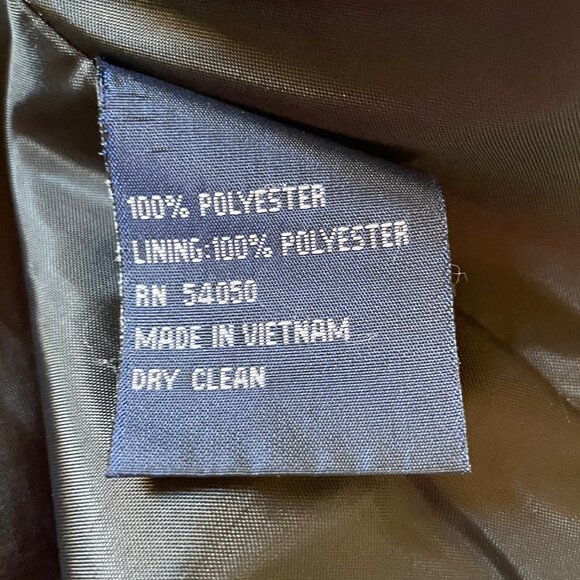 100% POLYESTER
LINING:100% POLYESTER
RN 54050
MADE IN VIETNAM
DRY CLEAN